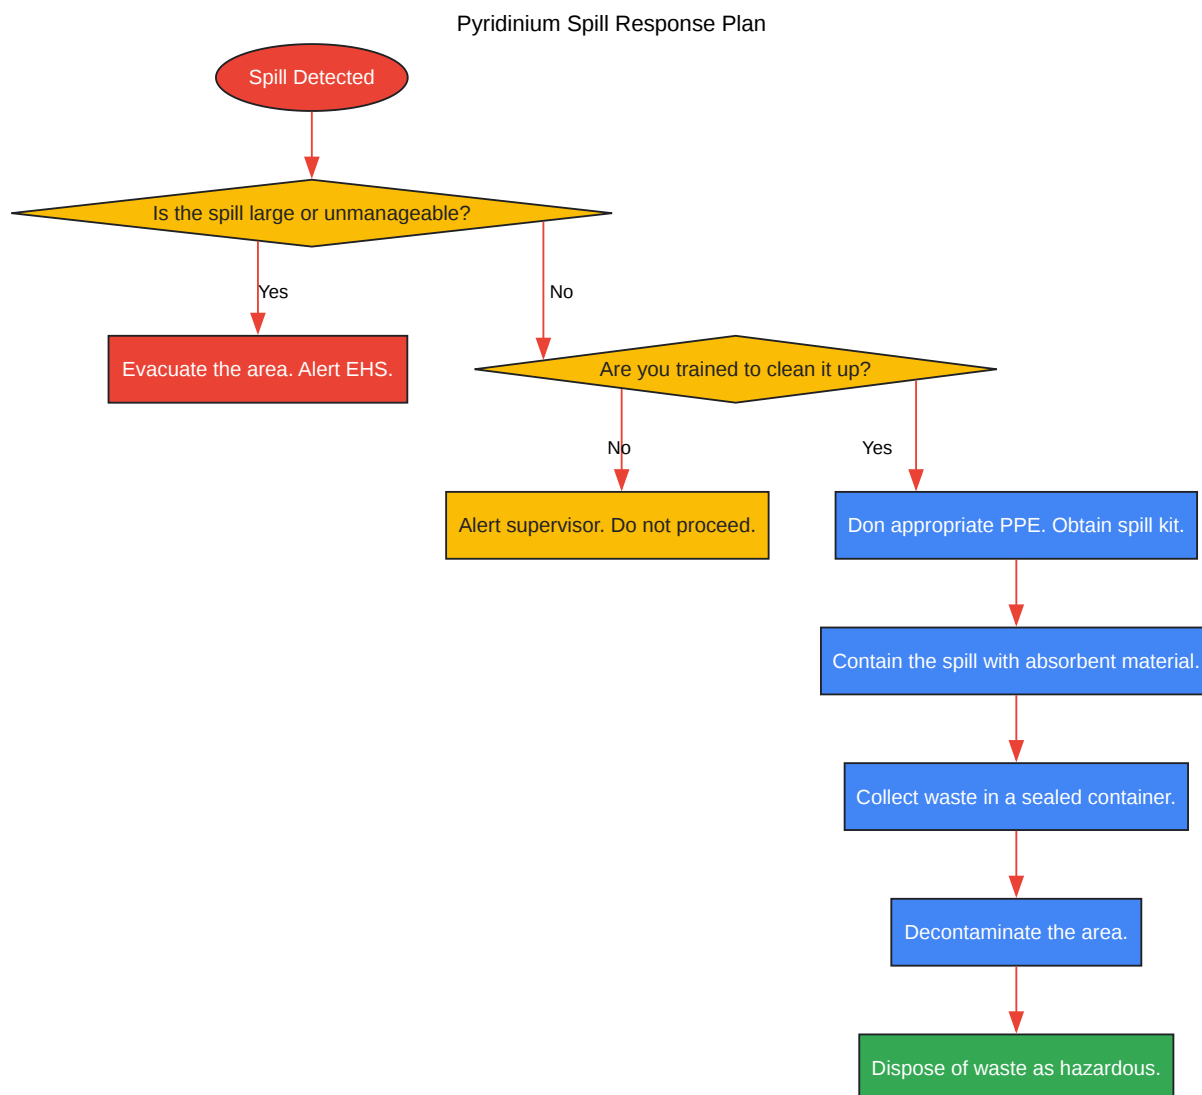 Pyridinium Spill Response Plan
Spill Detected
Is the spill large or unmanageable?
Yes
No
Evacuate the area. Alert EHS.
Are you trained to clean it up?
No
Yes
Alert supervisor. Do not proceed.
Don appropriate PPE. Obtain spill kit.
Contain the spill with absorbent material.
Collect waste in a sealed container.
Decontaminate the area.
Dispose of waste as hazardous.